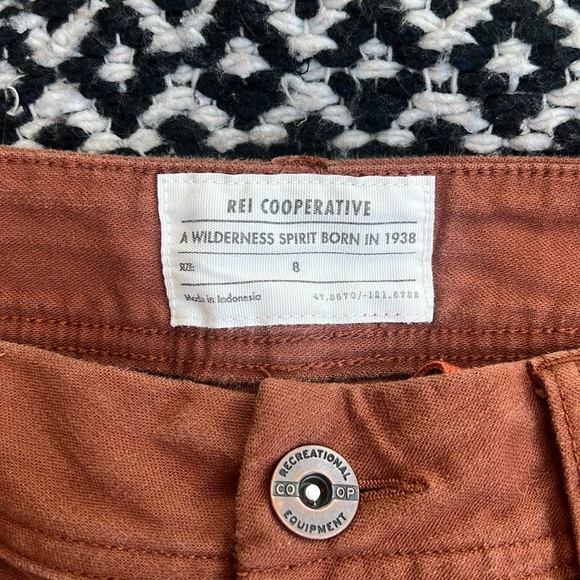 REI COOPERATIVE
A WILDERNESS SPIRIT BORN IN 1938
SIZE: 8
Made in Indonesia 47.8670/-121.6782
RECREATIONAL
CO OP
EQUIPMENT